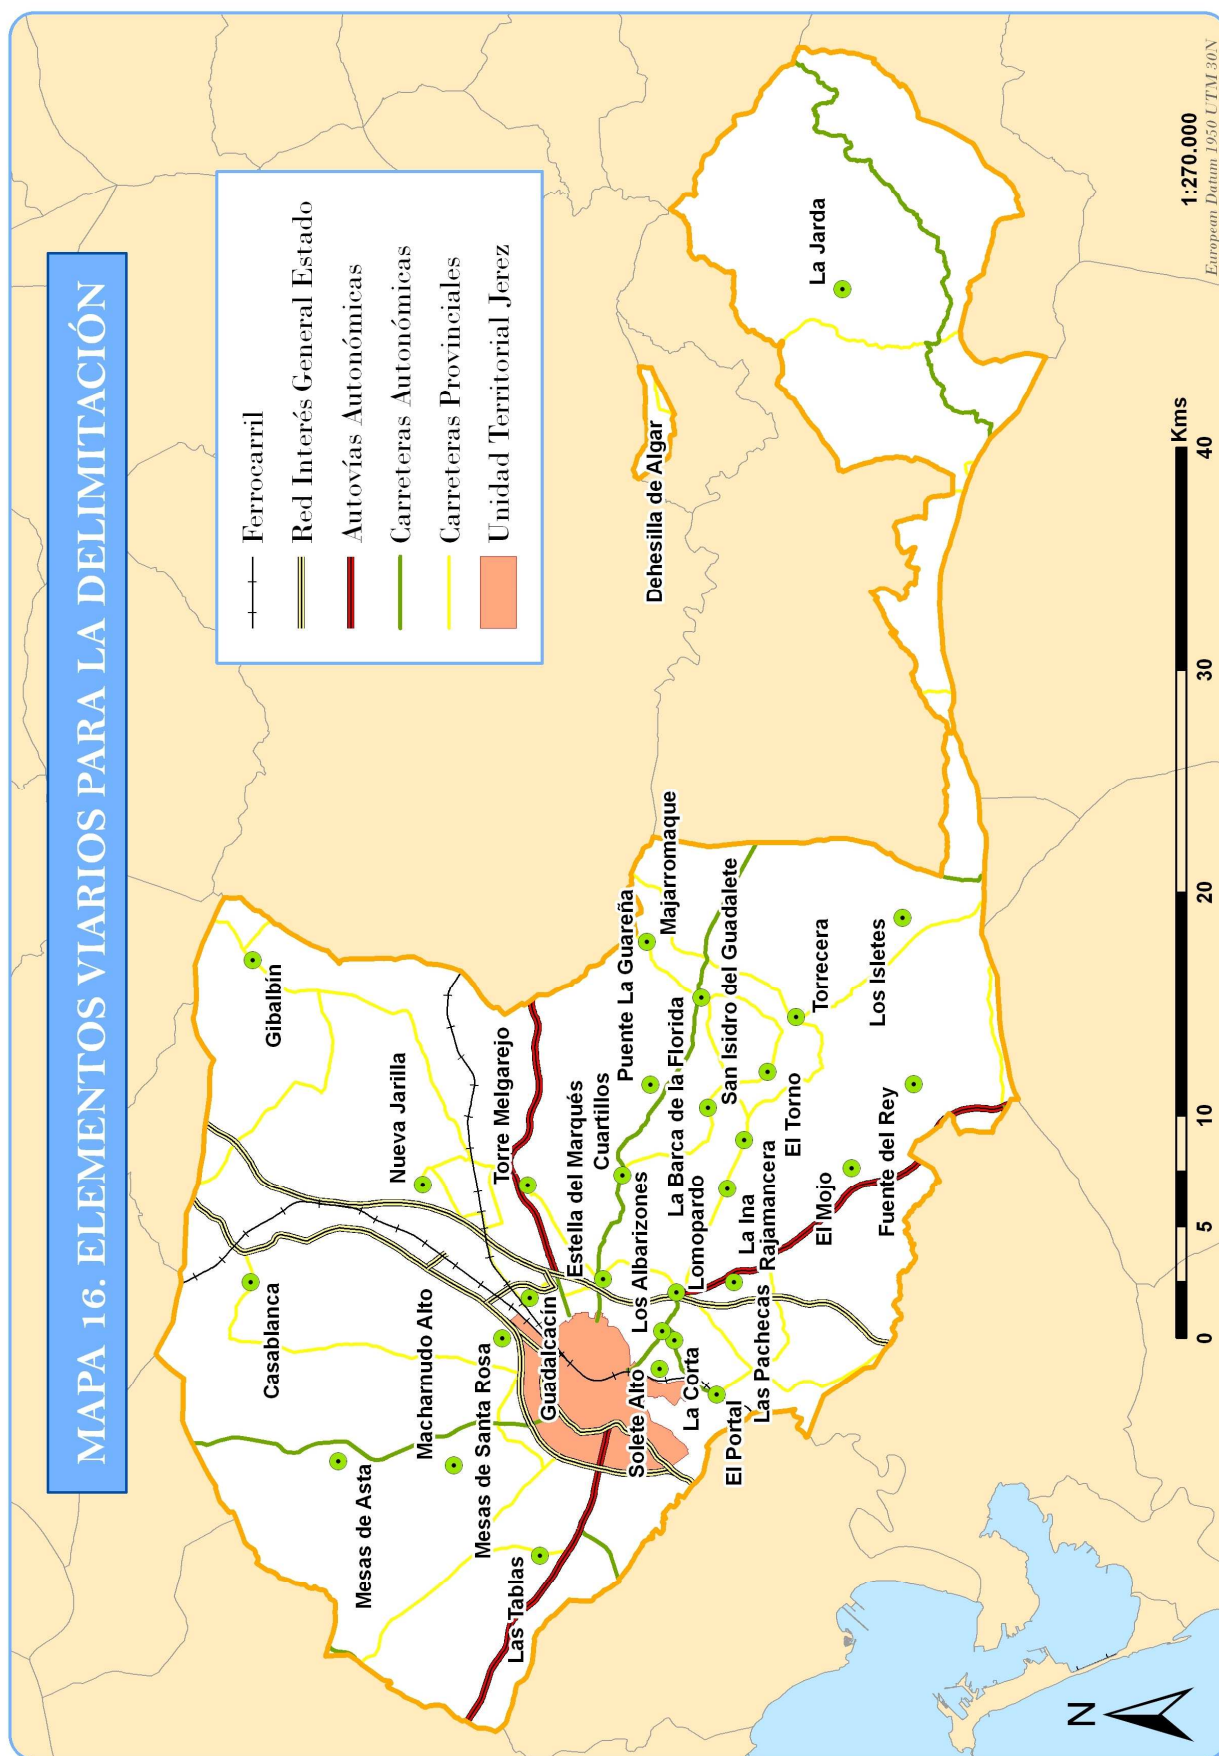 MAPA 16. ELEMENTOS VIARIOS PARA LA DELIMITACIÓN
Ferrocarril
Red Interés General Estado
Autovías Autonómicas
Carreteras Autonómicas
Carreteras Provinciales
Unidad Territorial Jerez
Gibalbín
Casablanca
Mesas de Asta
Nueva Jarilla
Macharnudo Alto
Mesas de Santa Rosa
Torre Melgarejo
Las Tablas
Guadalcacín
Estella del Marqués
Cuartillos
Puente La Guareña
Majarromaque
Dehesilla de Algar
Los Albarizones
Solete Alto
La Barca de la Florida
San Isidro del Guadalete
La Corta
Lomopardo
El Portal
La Ina
Las Pachecas
Rajamancera
El Torno
Torrecera
La Jarda
El Mojo
Los Isletes
Fuente del Rey
N
0
5
10
20
30
40
Kms
1:270.000
European Datum 1950 UTM 30N